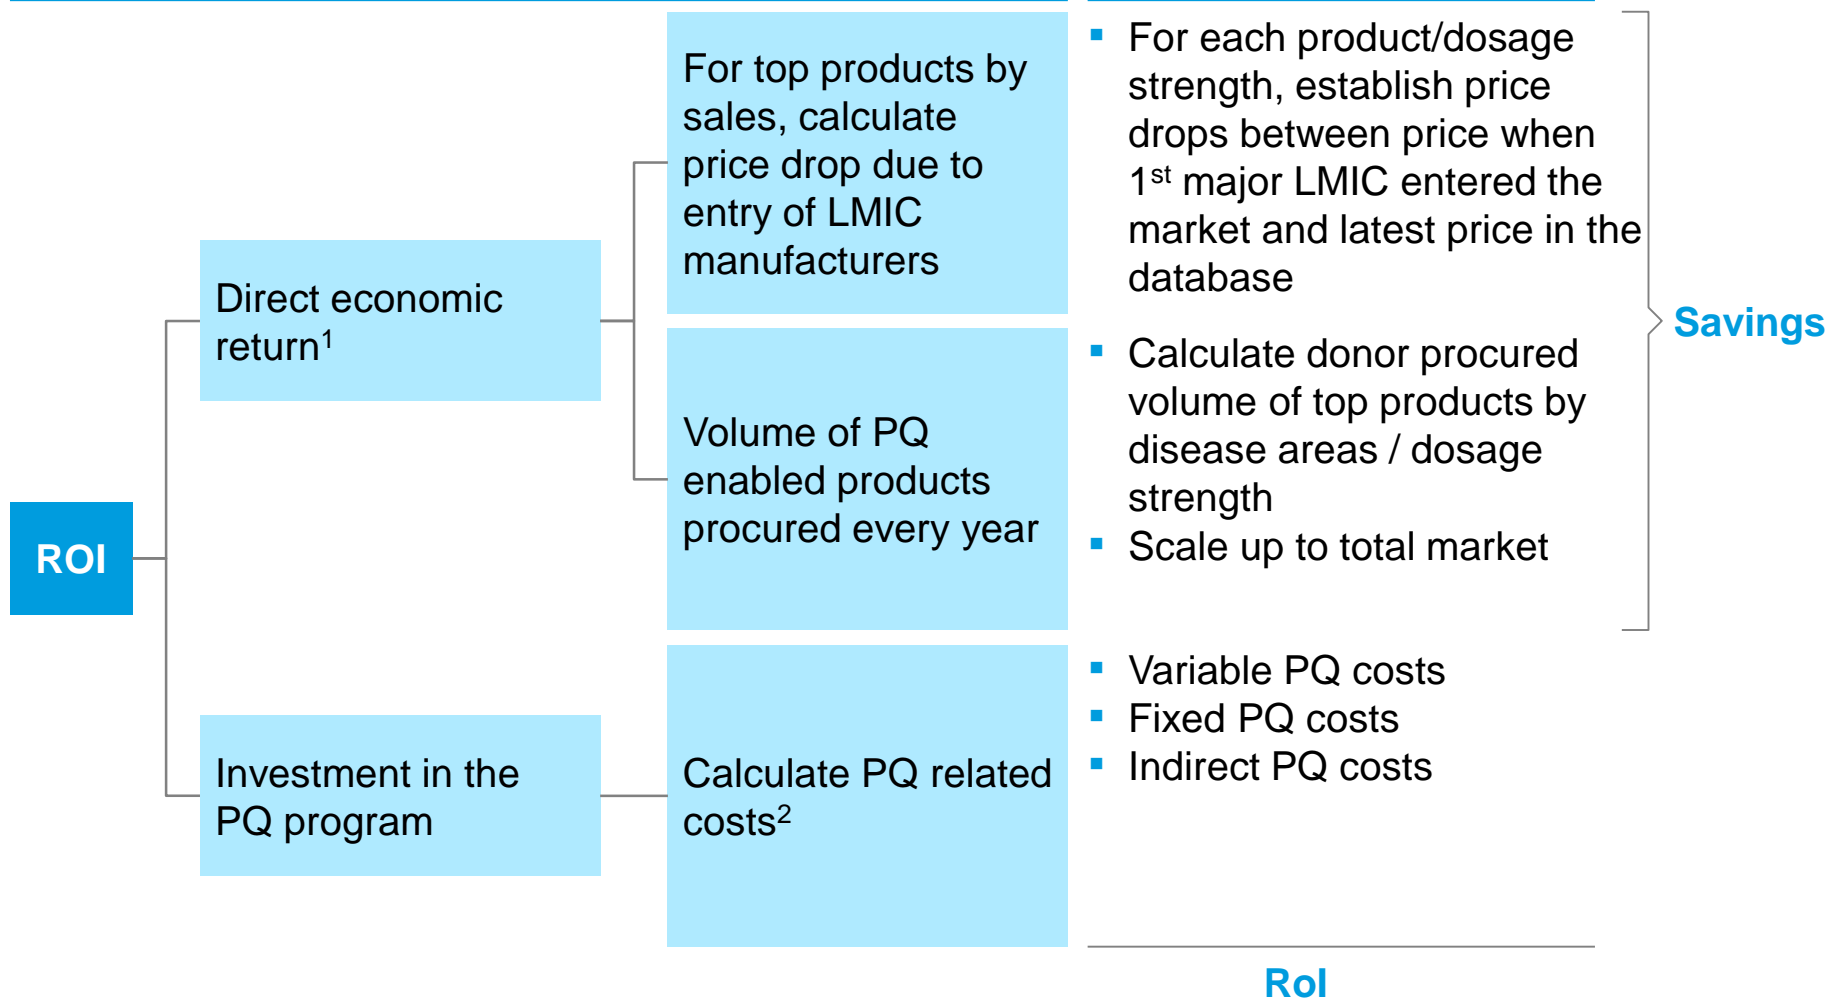 ROI
Direct economic
return1
Investment in the
PQ program
For top products by
sales, calculate
price drop due to
entry of LMIC
manufacturers
Volume of PQ
enabled products
procured every year
Calculate PQ related
costs2
▪ For each product/dosage
strength, establish price
drops between price when
1st major LMIC entered the
market and latest price in the
database
▪ Calculate donor procured
volume of top products by
disease areas / dosage
strength
▪ Scale up to total market
▪ Variable PQ costs
▪ Fixed PQ costs
▪ Indirect PQ costs
Savings
RoI